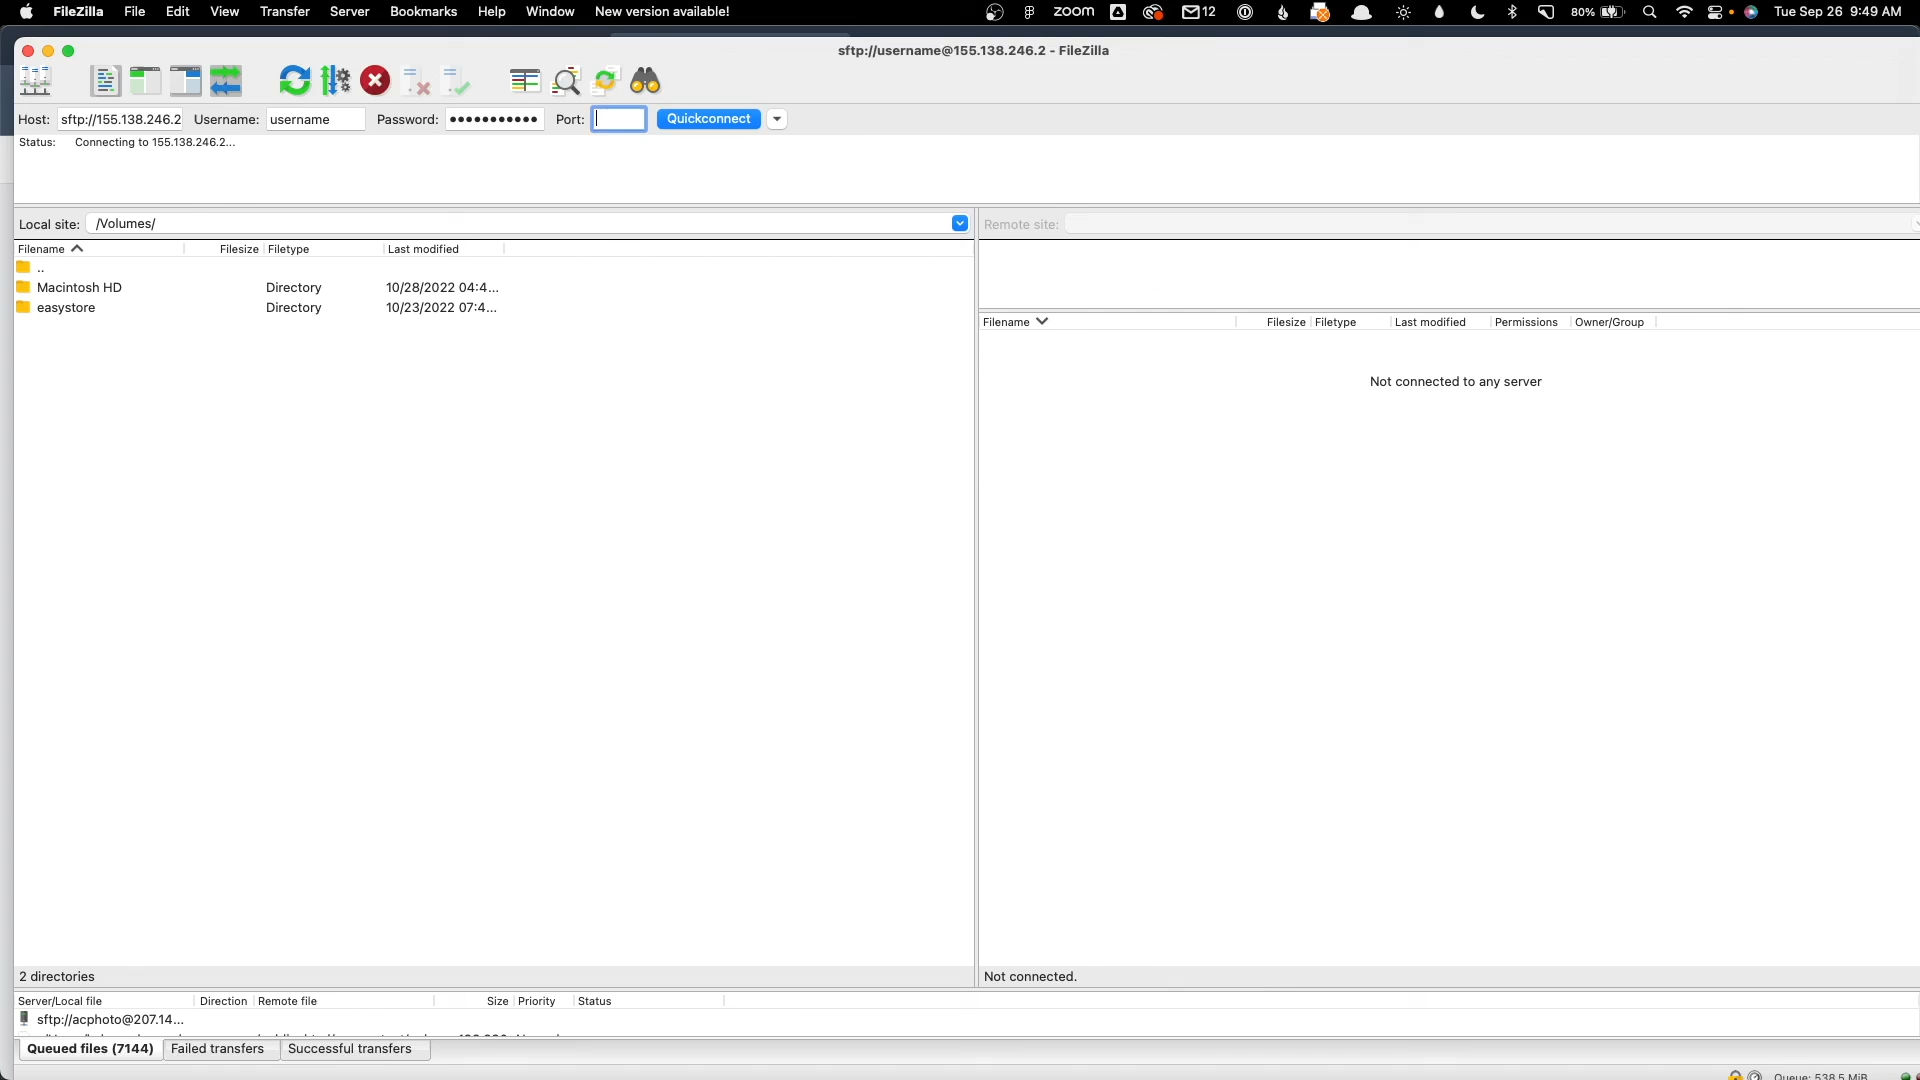 FileZilla File Edit View Transfer Server Bookmarks Help Window New version available! zoom 12 80% Tue Sep 26 9:49 AM
sftp://username@155.138.246.2 - FileZilla
Host: sftp://155.138.246.2 Username: username Password: ●●●●●●●●●●● Port: Quickconnect
Status: Connecting to 155.138.246.2...
Local site: /Volumes/ Remote site:
Filename Filesize Filetype Last modified
..
Macintosh HD Directory 10/28/2022 04:4...
easystore Directory 10/23/2022 07:4...
Filename Filesize Filetype Last modified Permissions Owner/Group
Not connected to any server
2 directories Not connected.
Server/Local file Direction Remote file Size Priority Status
sftp://acphoto@207.14...
Queued files (7144) Failed transfers Successful transfers
Queue: 538.5 MiB